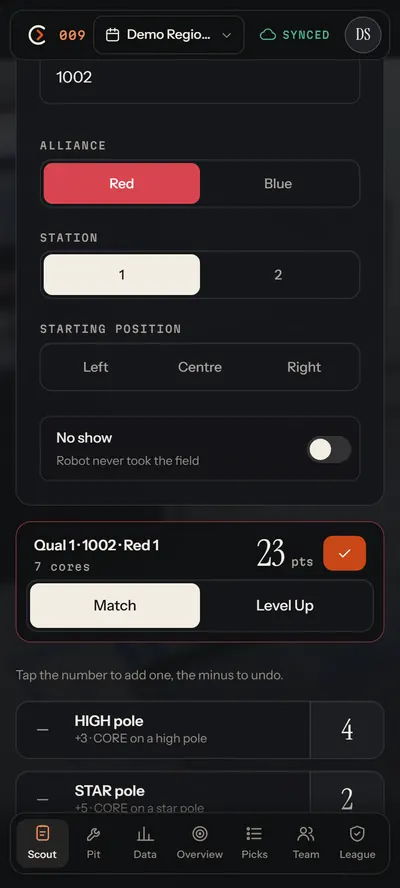 009 Demo Regio... SYNCED DS
1002
ALLIANCE
Red Blue
STATION
1 2
STARTING POSITION
Left Centre Right
No show
Robot never took the field
Qual 1·1002·Red 1
7 cores
23 pts
Match Level Up
Tap the number to add one, the minus to undo.
HIGH pole
+3·CORE on a high pole
4
STAR pole
+5·CORE on a star pole
2
Scout Pit Data Overview Picks Team League